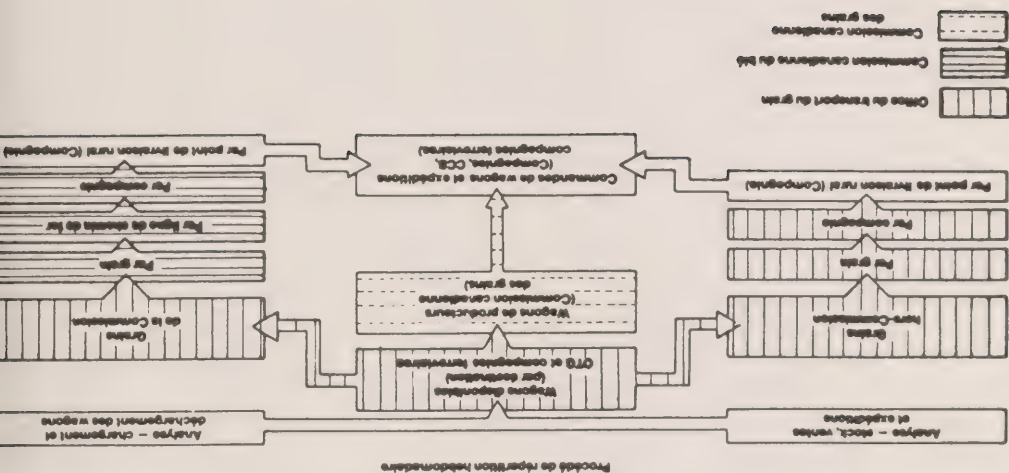 Procédé de répartition hebdomadaire
Analyse – stock, ventes
et expéditions
Analyse – chargement et
déchargement des wagons
Wagons disponibles
(par destination)
OTG et compagnies ferroviaires
Grains
hors-Commission
Wagons de producteurs
(Commission canadienne
des grains)
Grains
de la Commission
Par grain
Par compagnie
Par point de livraison rural (Compagnie)
Par grain
Par ligne de chemin de fer
Par compagnie
Par point de livraison rural (Compagnie)
Commandes de wagons et expéditions
(Compagnies, CCB,
compagnies ferroviaires)
Office du transport du grain
Commission canadienne du blé
Commission canadienne
des grains